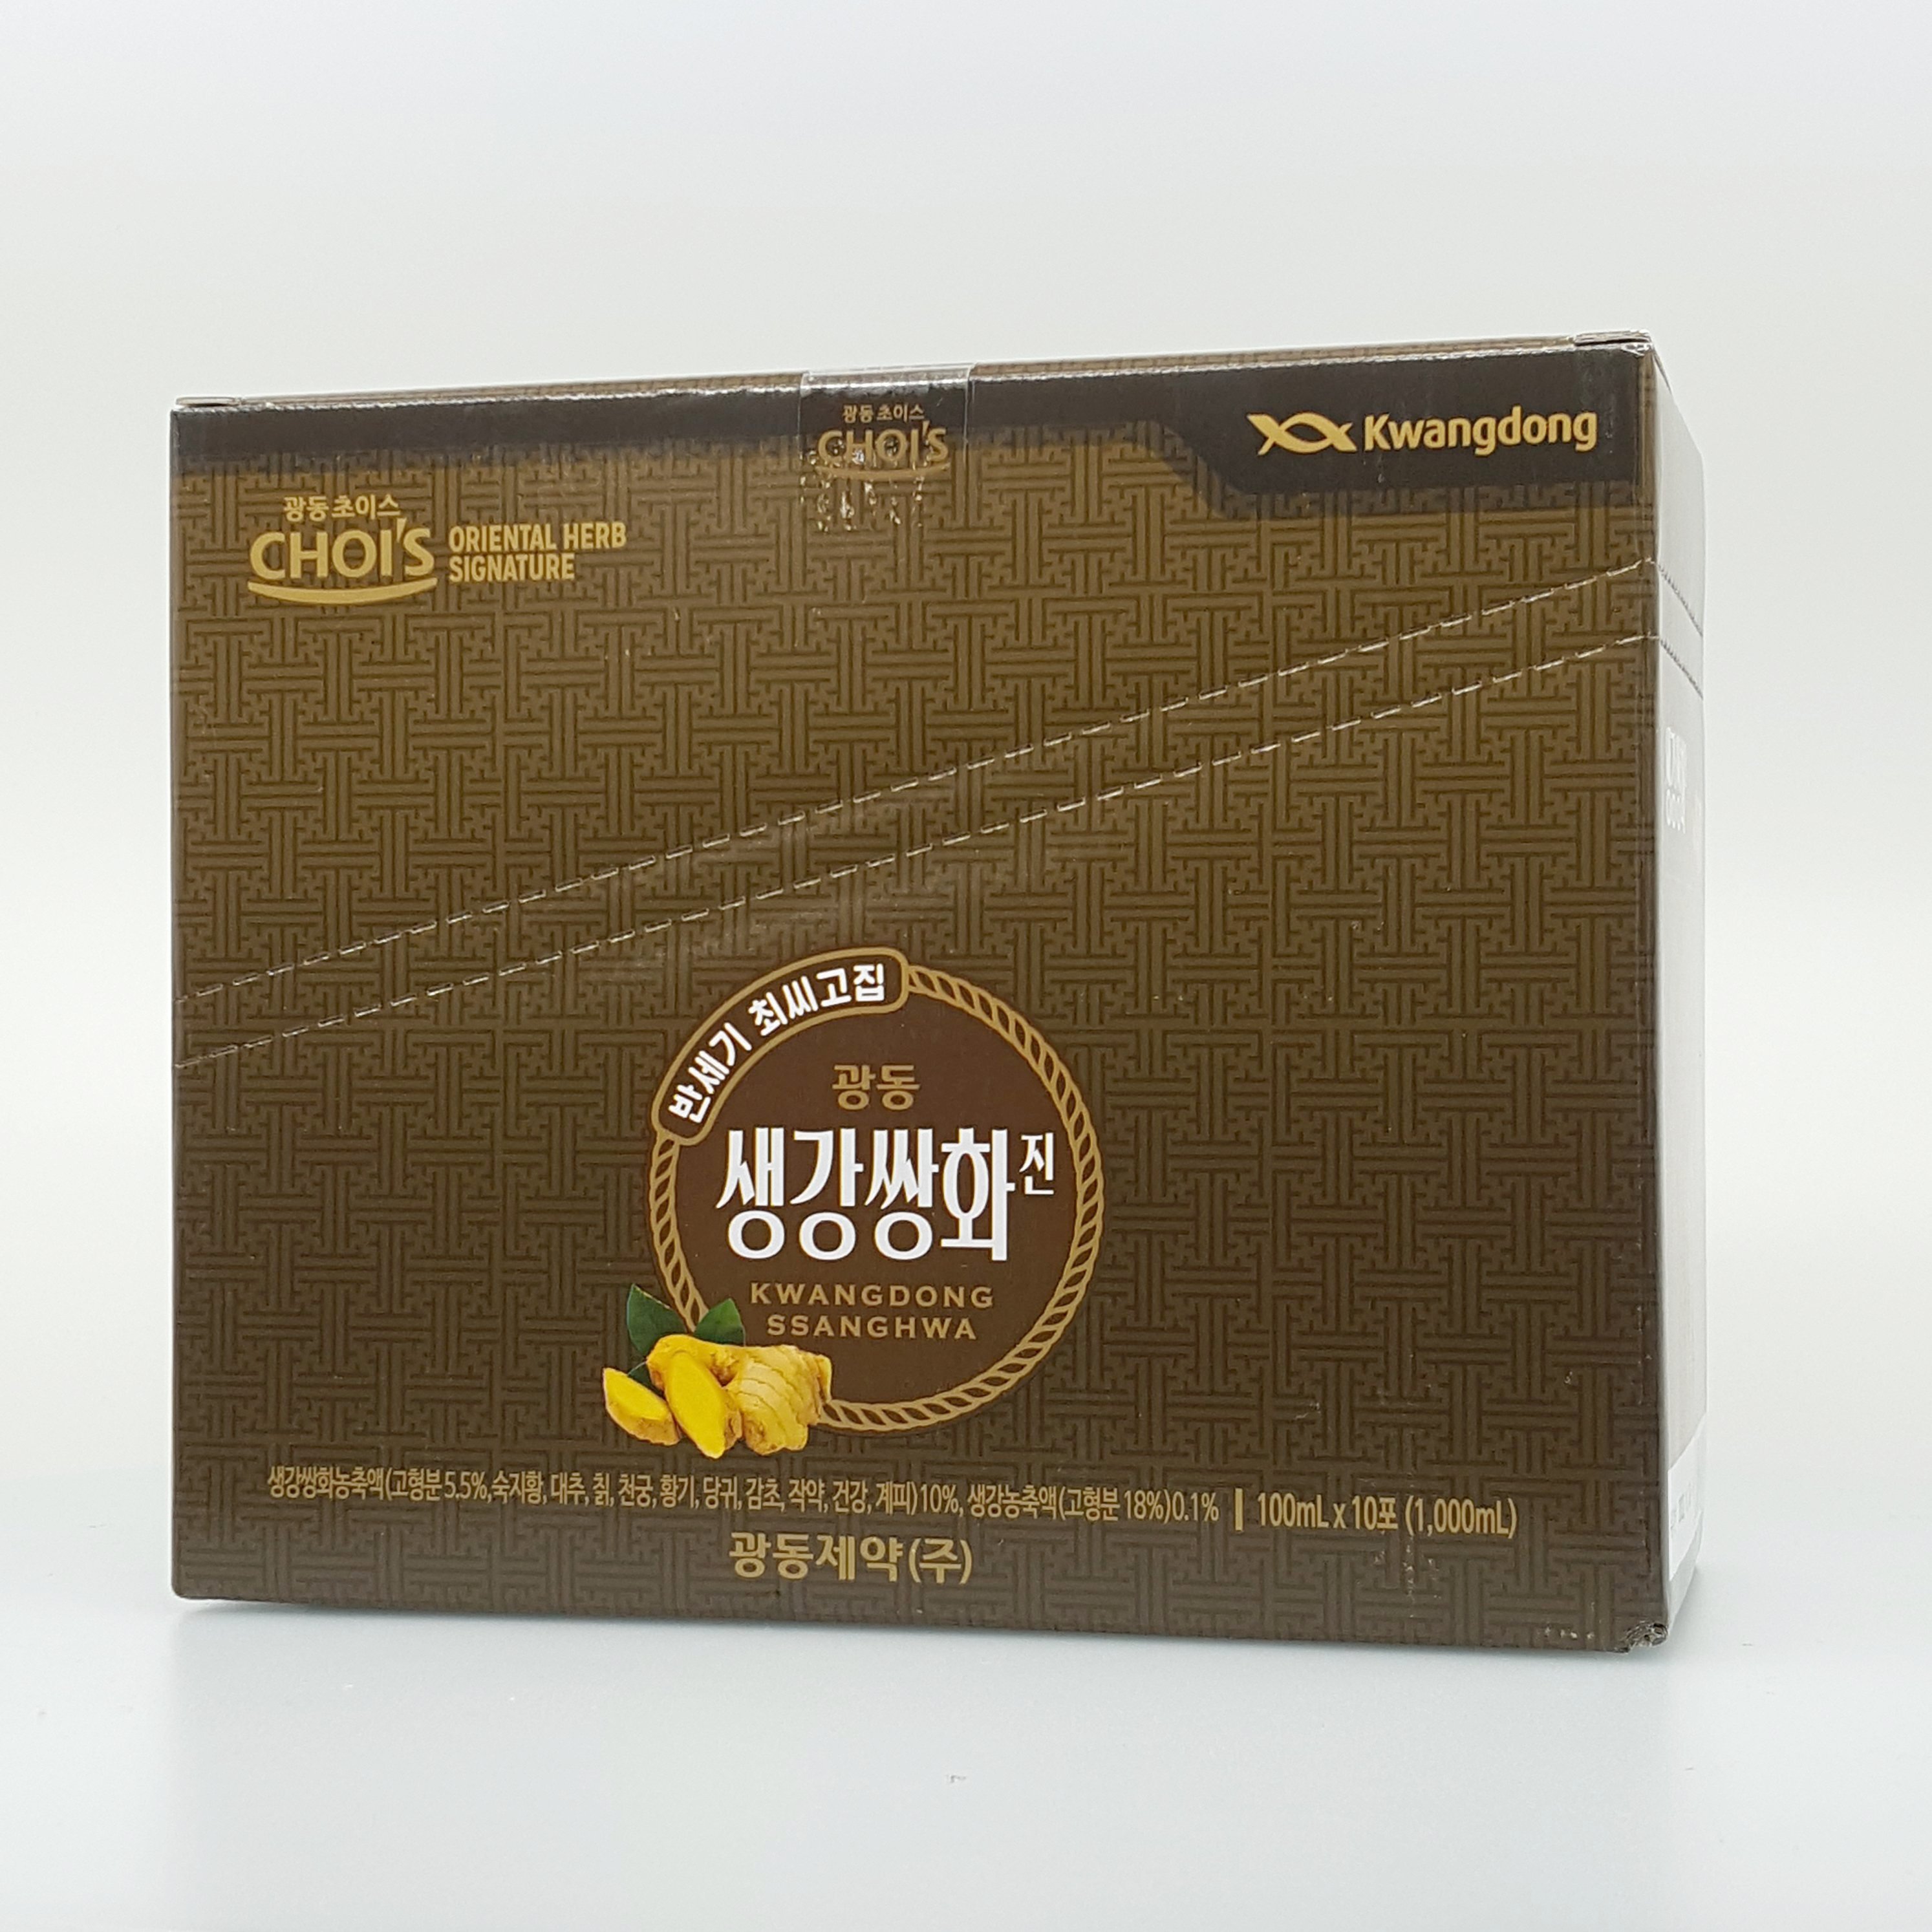 광동 초이스
CHOI'S
Kwangdong
광동 초이스
CHOI'S ORIENTAL HERB
SIGNATURE
반세기 최씨고집
광동
생강쌍화진
KWANGDONG
SSANGHWA
생강쌍화농축액(고형분 5.5%, 숙지황, 대추, 칡, 천궁, 황기, 당귀, 감초, 작약, 건강, 계피)10%, 생강농축액(고형분 18%)0.1% | 100mL x 10포 (1,000mL)
광동제약(주)